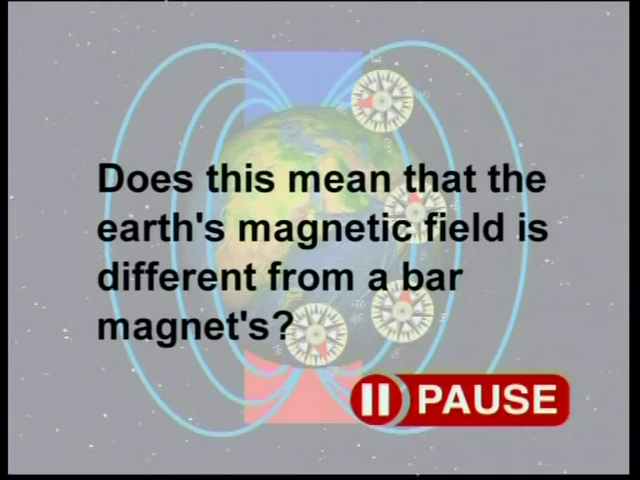 Does this mean that the
earth's magnetic field is
different from a bar
magnet's?
PAUSE